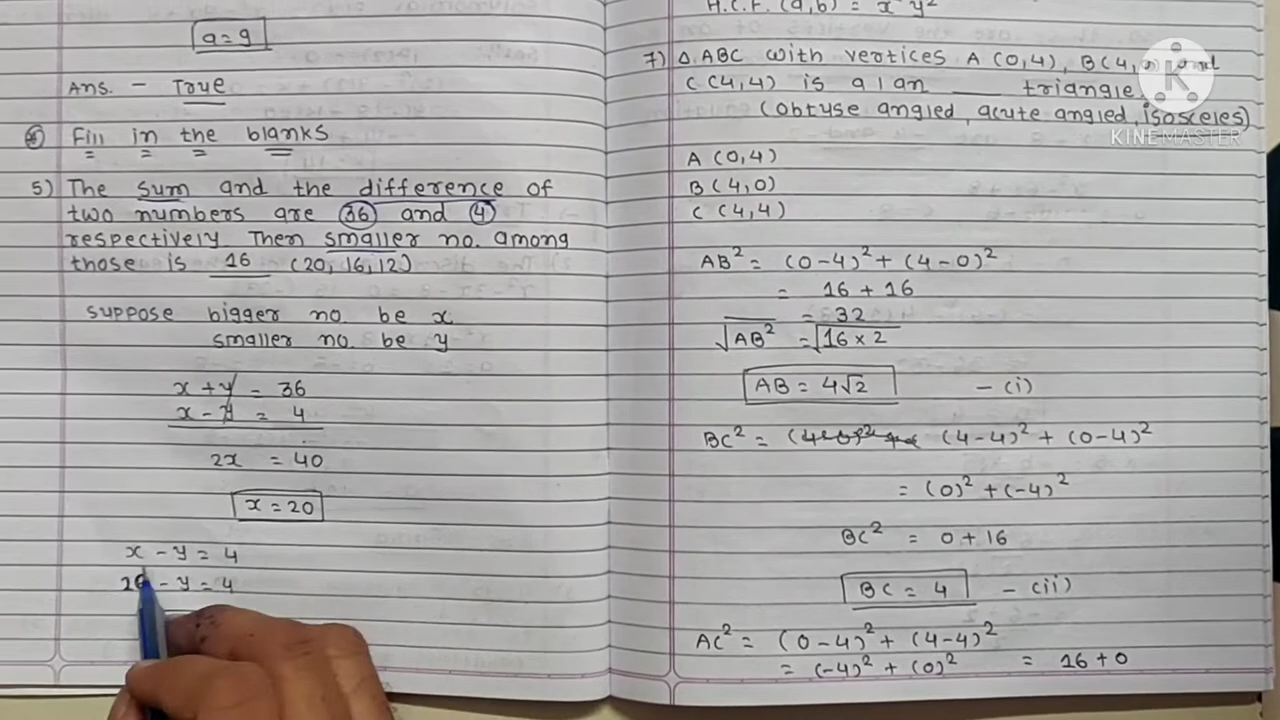 a=9
Ans. - True
Fill in the blanks
5) The sum and the difference of
two numbers are 36 and 4
respectively. Then smaller no. among
those is 16 (20, 16, 12)
suppose bigger no. be x
smaller no. be y
x + y = 36
x - y = 4
2x = 40
x = 20
x - y = 4
20 - y = 4
H.C.F. (a,b) = x y²
7) △ ABC with vertices A (0,4), B(4, and
C (4,4) is a | an ___ triangle.
(obtuse angled, acute angled, isosceles)
A (0,4)
B (4,0)
C (4,4)
AB² = (0-4)² + (4-0)²
= 16 + 16
= 32
√AB² = √16 × 2
AB = 4√2 - (i)
BC² = (4-4)² + (0-4)²
= (0)² + (-4)²
BC² = 0 + 16
BC = 4 - (ii)
AC² = (0-4)² + (4-4)²
= (-4)² + (0)² = 16 + 0
K
KINEMASTER